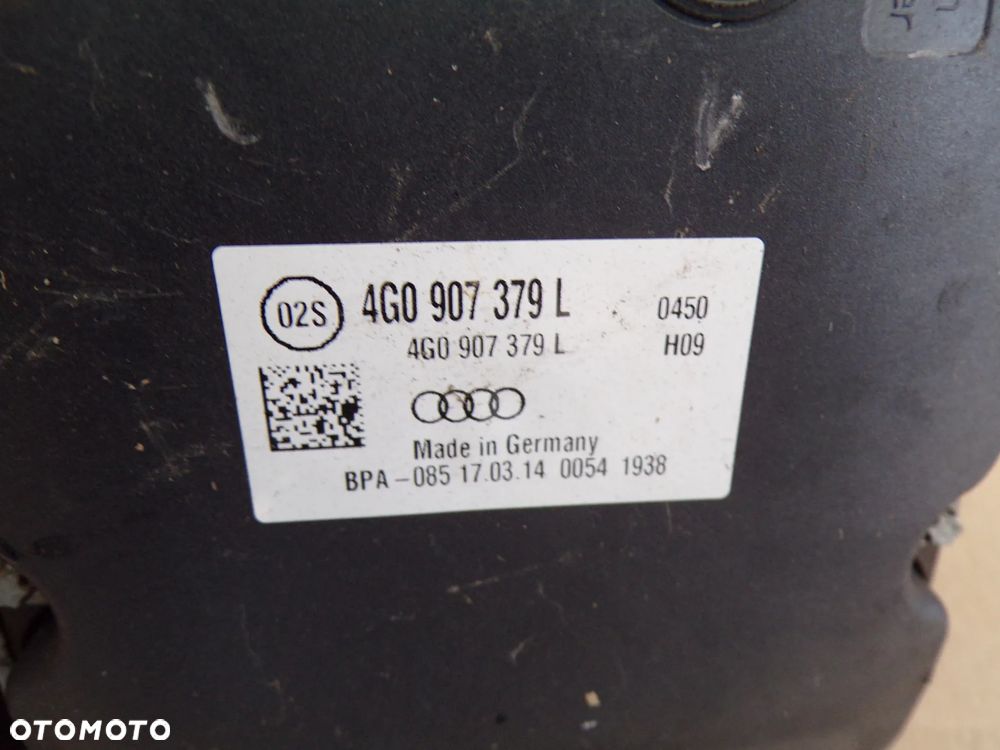 02S 4G0 907 379 L 0450
4G0 907 379 L H09
Made in Germany
BPA-085 17.03.14 0054 1938
OTOMOTO